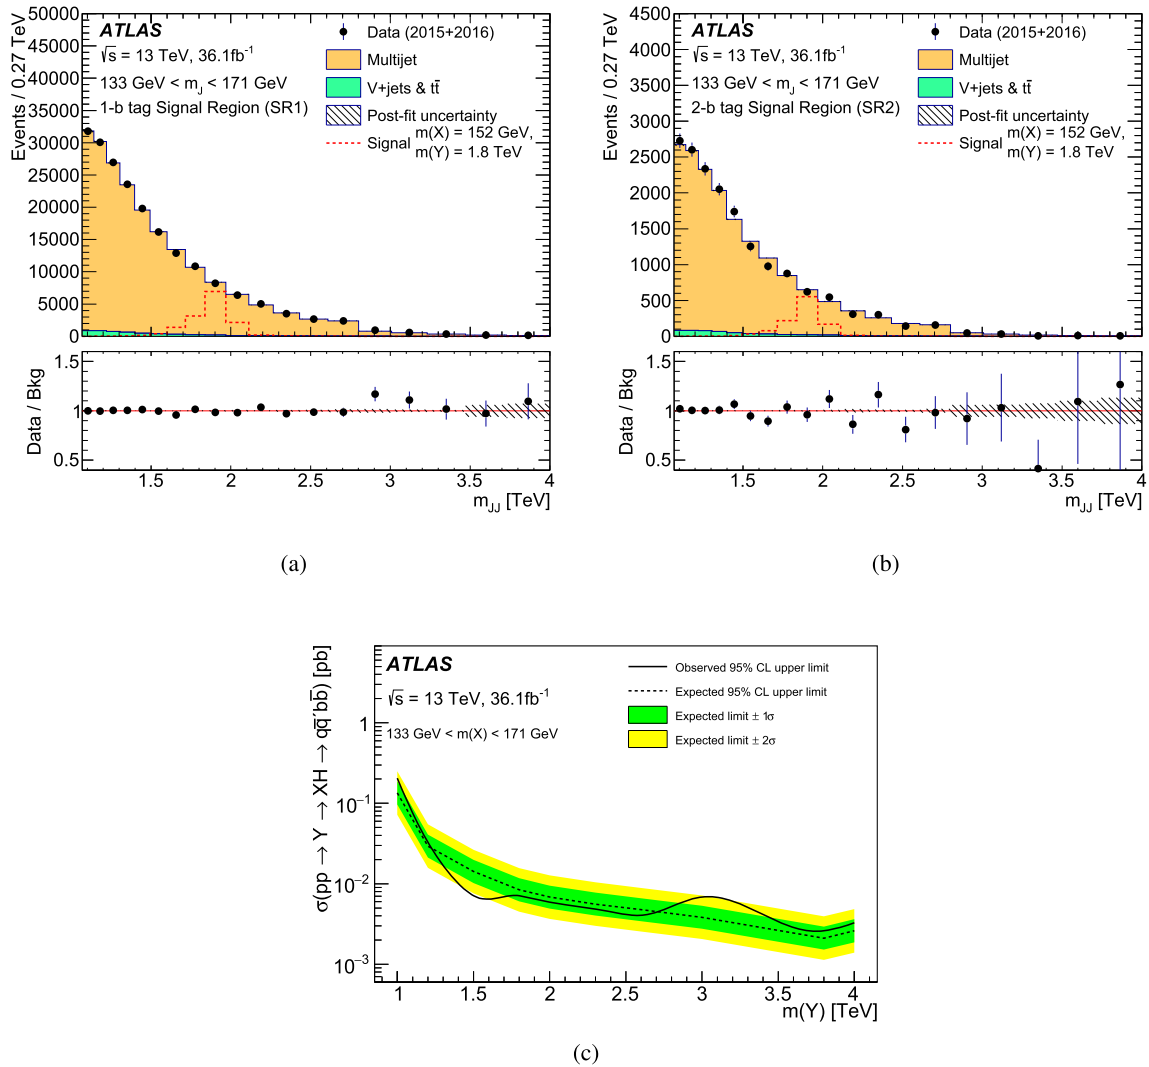 ATLAS
√s = 13 TeV, 36.1fb⁻¹
133 GeV < m_J < 171 GeV
1-b tag Signal Region (SR1)
Data (2015+2016)
Multijet
V+jets & tt̄
Post-fit uncertainty
Signal m(X) = 152 GeV,
m(Y) = 1.8 TeV
Events / 0.27 TeV
50000
45000
40000
35000
30000
25000
20000
15000
10000
5000
0
Data / Bkg
1.5
1
0.5
1.5 2 2.5 3 3.5 4
m_JJ [TeV]
(a)
ATLAS
√s = 13 TeV, 36.1fb⁻¹
133 GeV < m_J < 171 GeV
2-b tag Signal Region (SR2)
Data (2015+2016)
Multijet
V+jets & tt̄
Post-fit uncertainty
Signal m(X) = 152 GeV,
m(Y) = 1.8 TeV
Events / 0.27 TeV
4500
4000
3500
3000
2500
2000
1500
1000
500
0
Data / Bkg
1.5
1
0.5
1.5 2 2.5 3 3.5 4
m_JJ [TeV]
(b)
ATLAS
√s = 13 TeV, 36.1fb⁻¹
133 GeV < m(X) < 171 GeV
Observed 95% CL upper limit
Expected 95% CL upper limit
Expected limit ± 1σ
Expected limit ± 2σ
σ(pp → Y → XH → qq̄′bb̄) [pb]
1
10⁻¹
10⁻²
10⁻³
1 1.5 2 2.5 3 3.5 4
m(Y) [TeV]
(c)